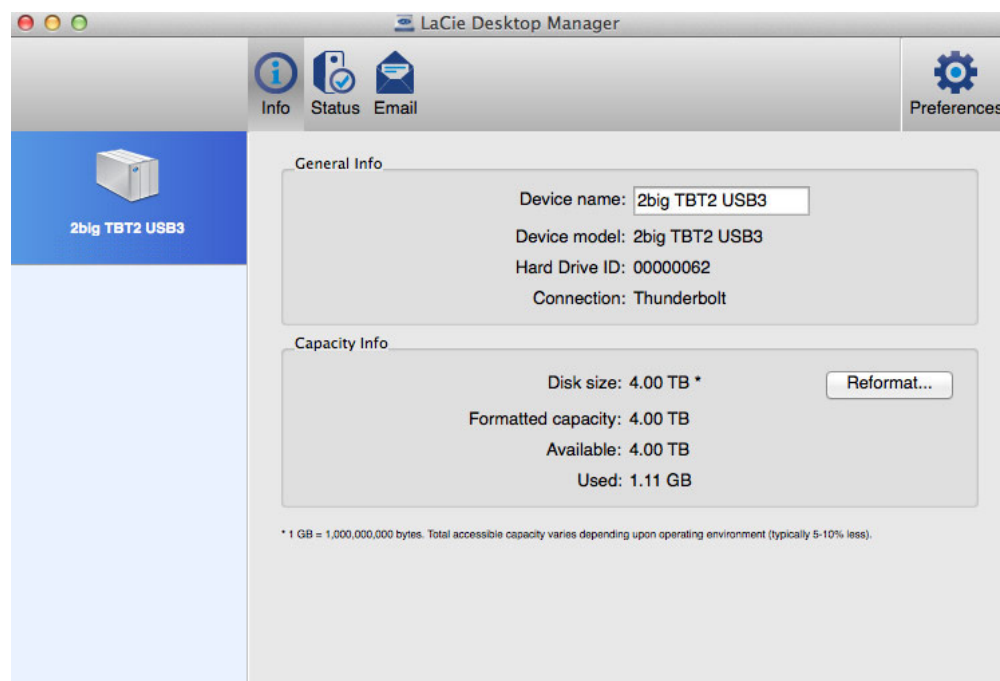 LaCie Desktop Manager
Info Status Email Preferences
2big TBT2 USB3
General Info
Device name: 2big TBT2 USB3
Device model: 2big TBT2 USB3
Hard Drive ID: 00000062
Connection: Thunderbolt
Capacity Info
Disk size: 4.00 TB * Reformat...
Formatted capacity: 4.00 TB
Available: 4.00 TB
Used: 1.11 GB
* 1 GB = 1,000,000,000 bytes. Total accessible capacity varies depending upon operating environment (typically 5-10% less).